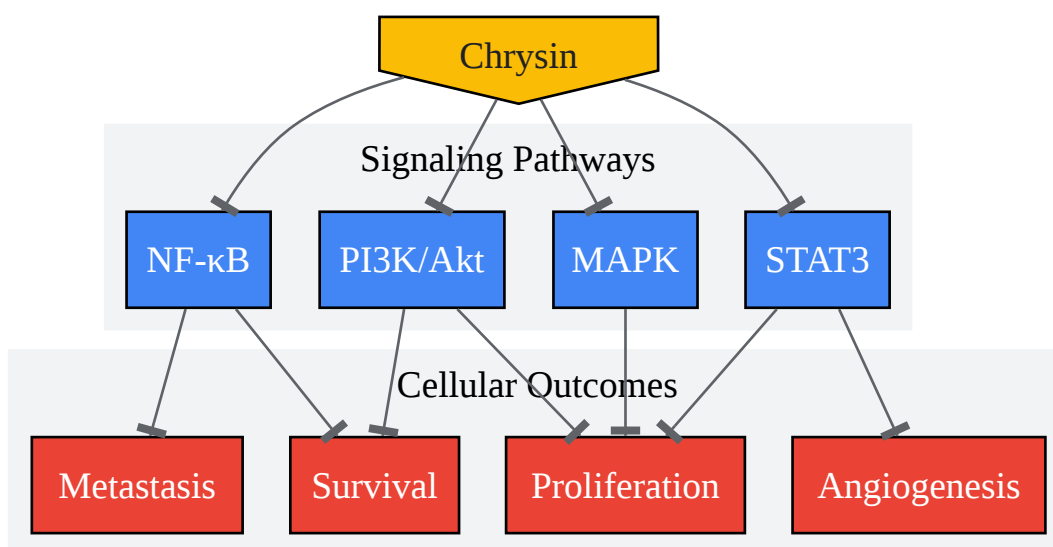 Chrysin
Signaling Pathways
NF-κB
PI3K/Akt
MAPK
STAT3
Cellular Outcomes
Metastasis
Survival
Proliferation
Angiogenesis